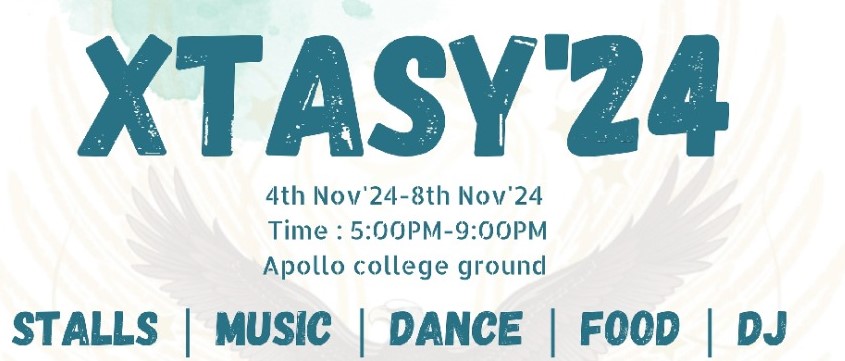 XTASY'24
4th Nov'24-8th Nov'24
Time : 5:00PM-9:00PM
Apollo college ground
STALLS | MUSIC | DANCE | FOOD | DJ